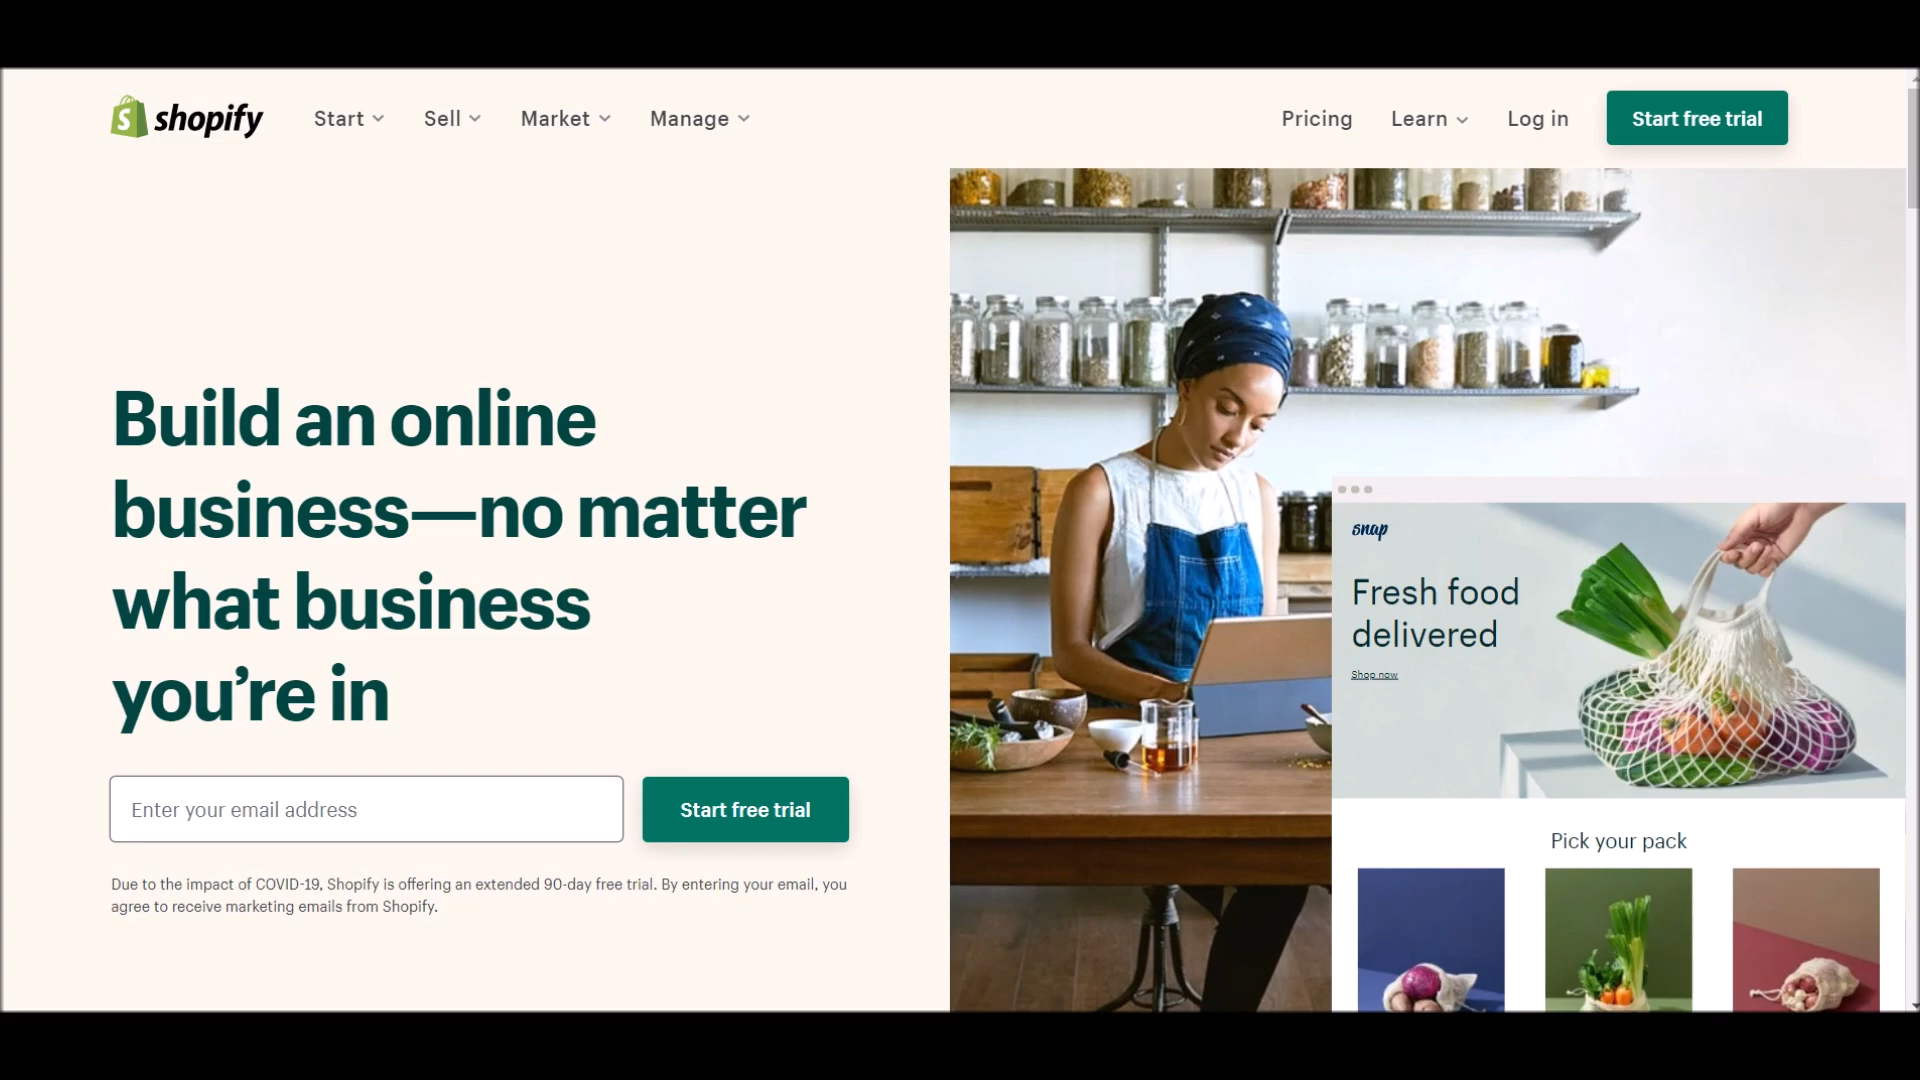 shopify
Start
Sell
Market
Manage
Pricing
Learn
Log in
Start free trial
Build an online
business—no matter
what business
you’re in
Enter your email address
Start free trial
Due to the impact of COVID-19, Shopify is offering an extended 90-day free trial. By entering your email, you
agree to receive marketing emails from Shopify.
snap
Fresh food
delivered
Shop now
Pick your pack